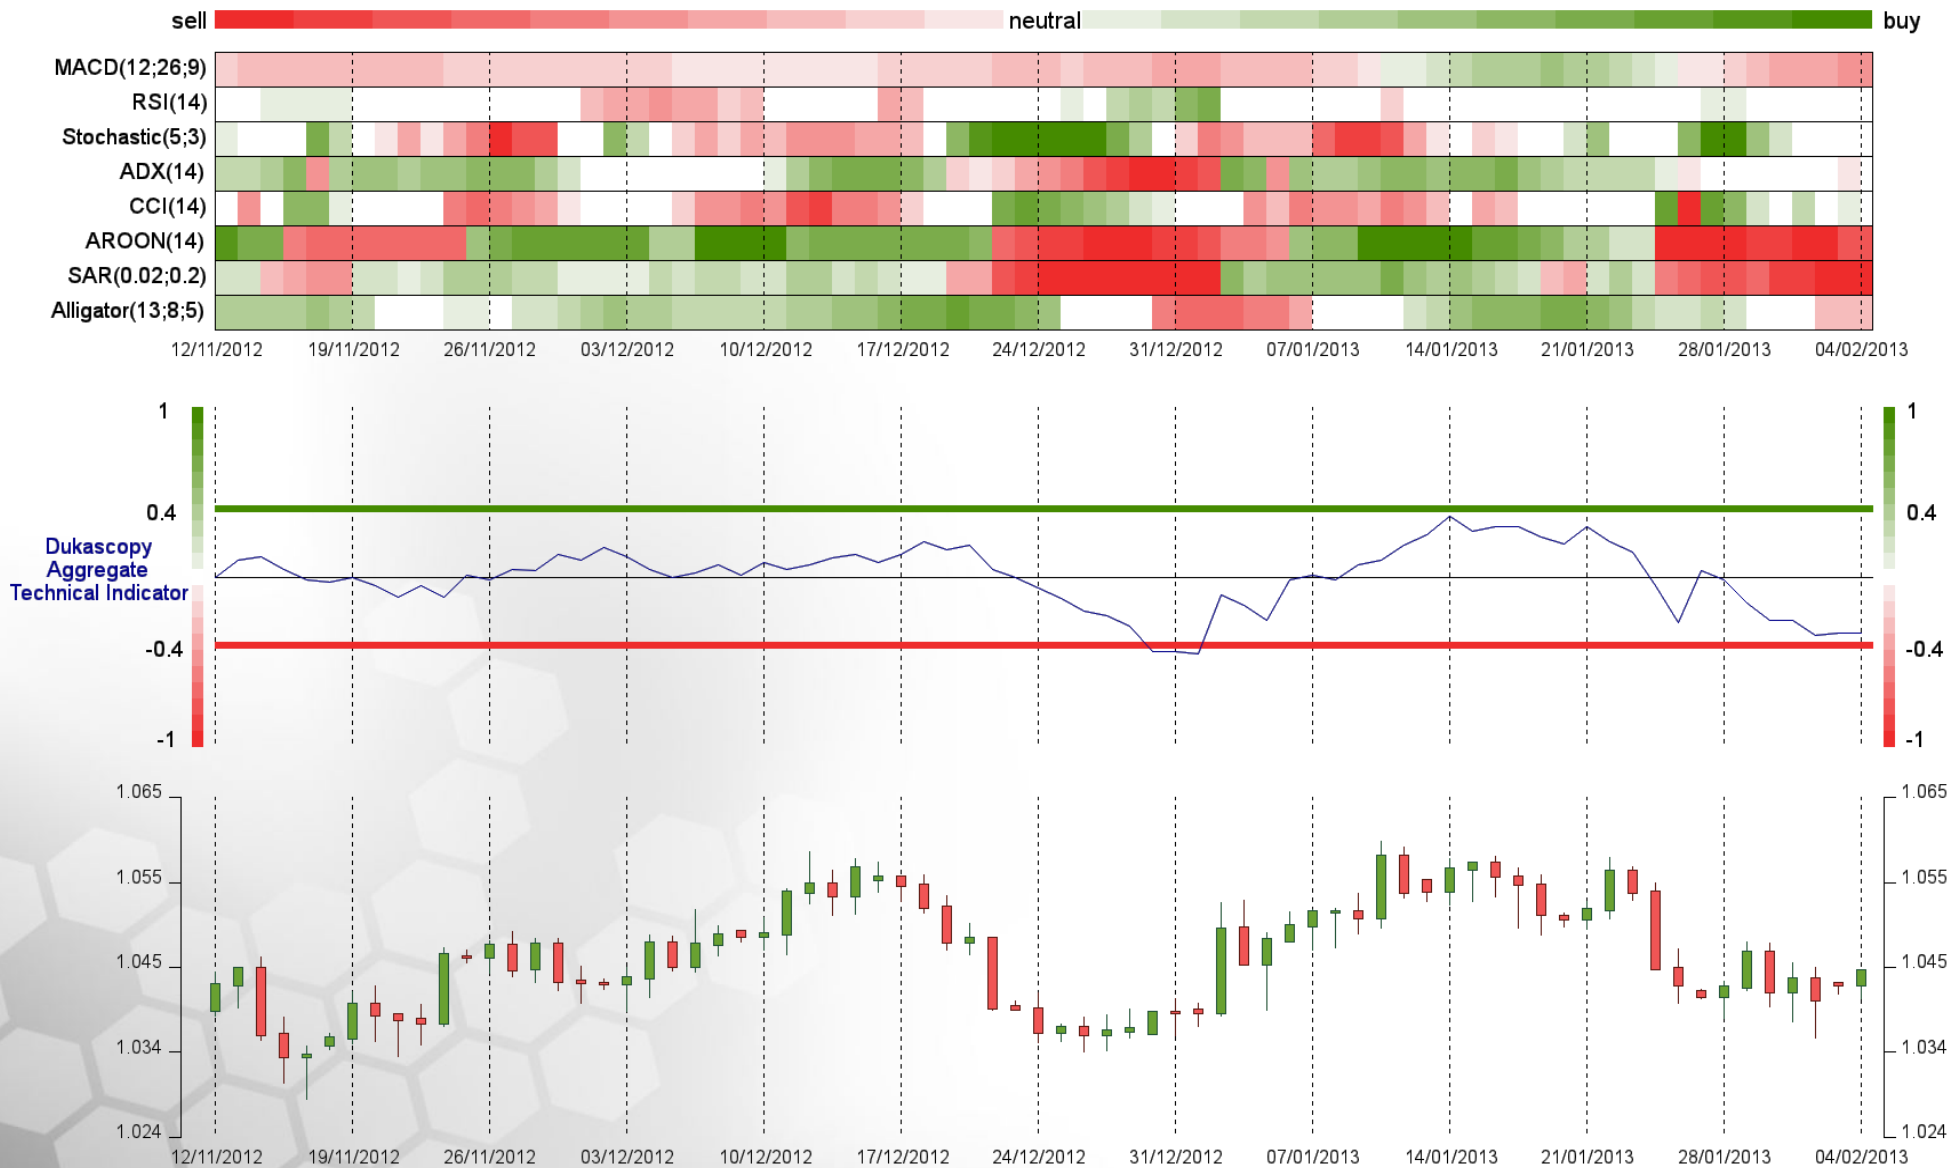 sell neutral buy
MACD(12;26;9)
RSI(14)
Stochastic(5;3)
ADX(14)
CCI(14)
AROON(14)
SAR(0.02;0.2)
Alligator(13;8;5)
12/11/2012 19/11/2012 26/11/2012 03/12/2012 10/12/2012 17/12/2012 24/12/2012 31/12/2012 07/01/2013 14/01/2013 21/01/2013 28/01/2013 04/02/2013
1 1
0.4 0.4
Dukascopy
Aggregate
Technical Indicator
-0.4 -0.4
-1 -1
1.065 1.065
1.055 1.055
1.045 1.045
1.034 1.034
1.024 1.024
12/11/2012 19/11/2012 26/11/2012 03/12/2012 10/12/2012 17/12/2012 24/12/2012 31/12/2012 07/01/2013 14/01/2013 21/01/2013 28/01/2013 04/02/2013